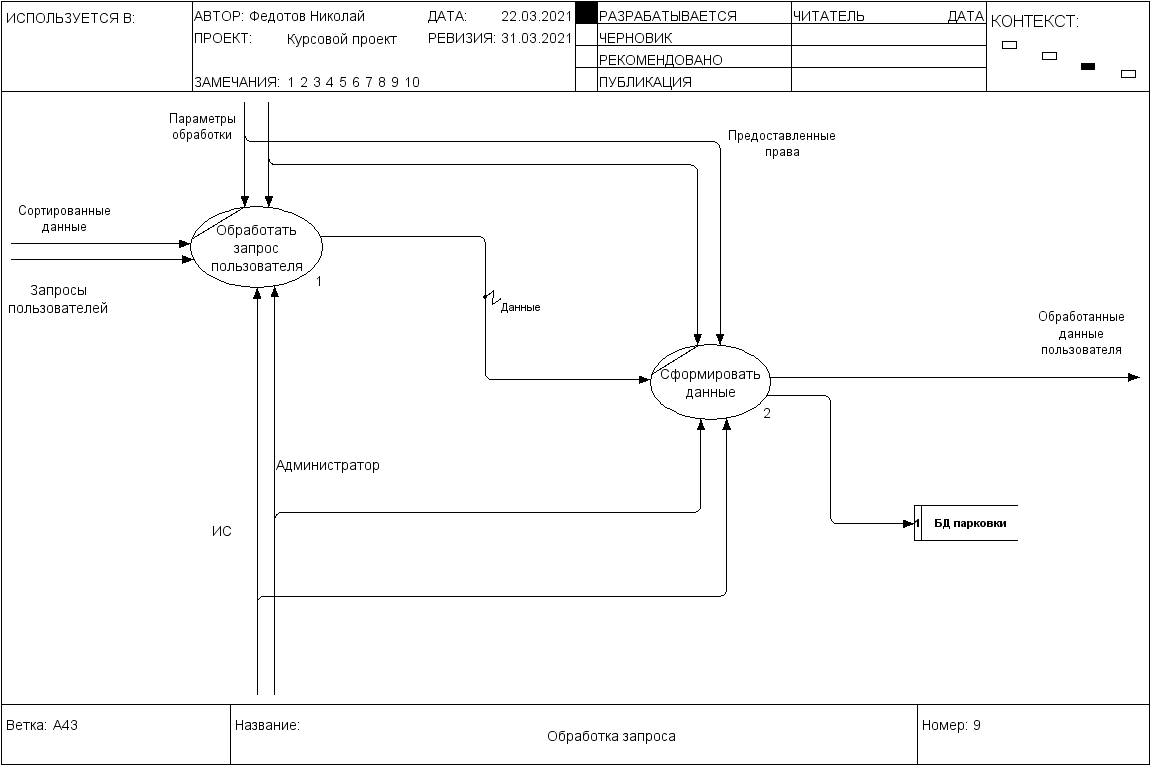 ИСПОЛЬЗУЕТСЯ В:
АВТОР: Федотов Николай
ДАТА: 22.03.2021
ПРОЕКТ: Курсовой проект
РЕВИЗИЯ: 31.03.2021
ЗАМЕЧАНИЯ: 1 2 3 4 5 6 7 8 9 10
РАЗРАБАТЫВАЕТСЯ
ЧЕРНОВИК
РЕКОМЕНДОВАНО
ПУБЛИКАЦИЯ
ЧИТАТЕЛЬ ДАТА
КОНТЕКСТ:
Параметры
обработки
Предоставленные
права
Сортированные
данные
Запросы
пользователей
Обработать
запрос
пользователя
1
Данные
Обработанные
данные
пользователя
Сформировать
данные
2
Администратор
ИС
1 БД парковки
Ветка: A43
Название:
Обработка запроса
Номер: 9